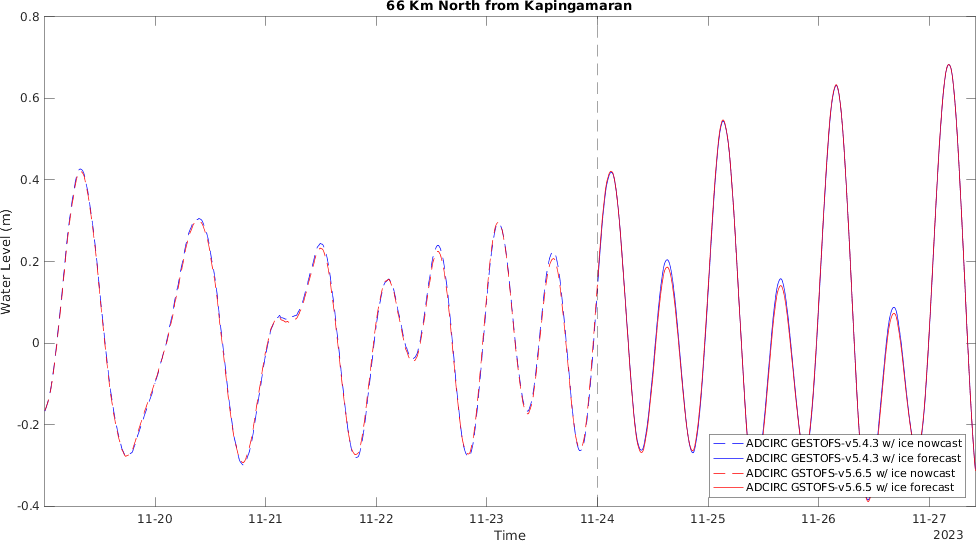 66 Km North from Kapingamaran
0.8
0.6
0.4
0.2
0
-0.2
-0.4
Water Level (m)
ADCIRC GESTOFS-v5.4.3 w/ ice nowcast
ADCIRC GESTOFS-v5.4.3 w/ ice forecast
ADCIRC GSTOFS-v5.6.5 w/ ice nowcast
ADCIRC GSTOFS-v5.6.5 w/ ice forecast
11-20 11-21 11-22 11-23 11-24 11-25 11-26 11-27
Time
2023